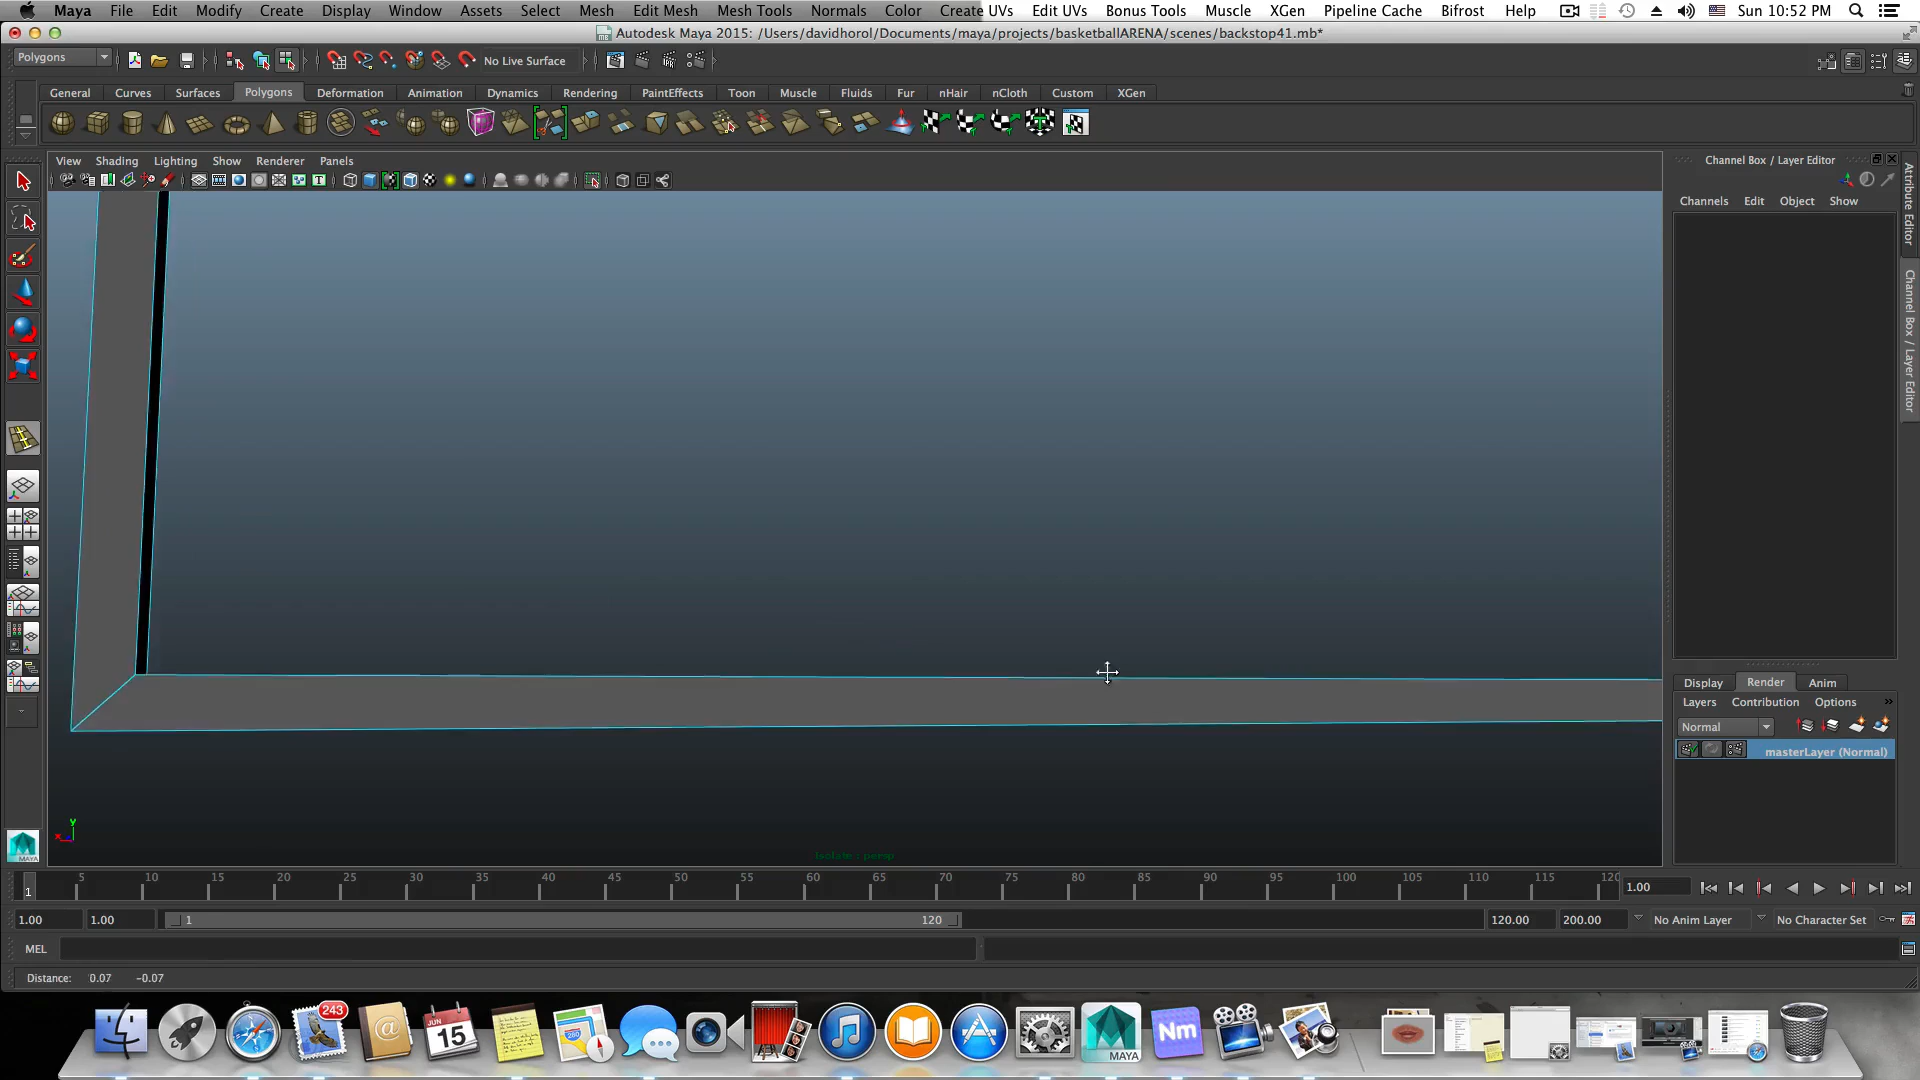 Maya File Edit Modify Create Display Window Assets Select Mesh Edit Mesh Mesh Tools Normals Color Create UVs Edit UVs Bonus Tools Muscle XGen Pipeline Cache Bifrost Help Sun 10:52 PM
Autodesk Maya 2015: /Users/davidhorol/Documents/maya/projects/basketballARENA/scenes/backstop41.mb*
Polygons No Live Surface
General Curves Surfaces Polygons Deformation Animation Dynamics Rendering PaintEffects Toon Muscle Fluids Fur nHair nCloth Custom XGen
View Shading Lighting Show Renderer Panels
Channel Box / Layer Editor
Channels Edit Object Show
Attribute Editor
Channel Box / Layer Editor
Display Render Anim
Layers Contribution Options »
Normal
masterLayer (Normal)
y
x
Isolate : persp
MAYA
1 5 10 15 20 25 30 35 40 45 50 55 60 65 70 75 80 85 90 95 100 105 110 115 120 1.00
1.00 1.00 1 120 120.00 200.00 No Anim Layer No Character Set
MEL
Distance: 0.07 -0.07
243
JUN
15
280
Nm
MAYA